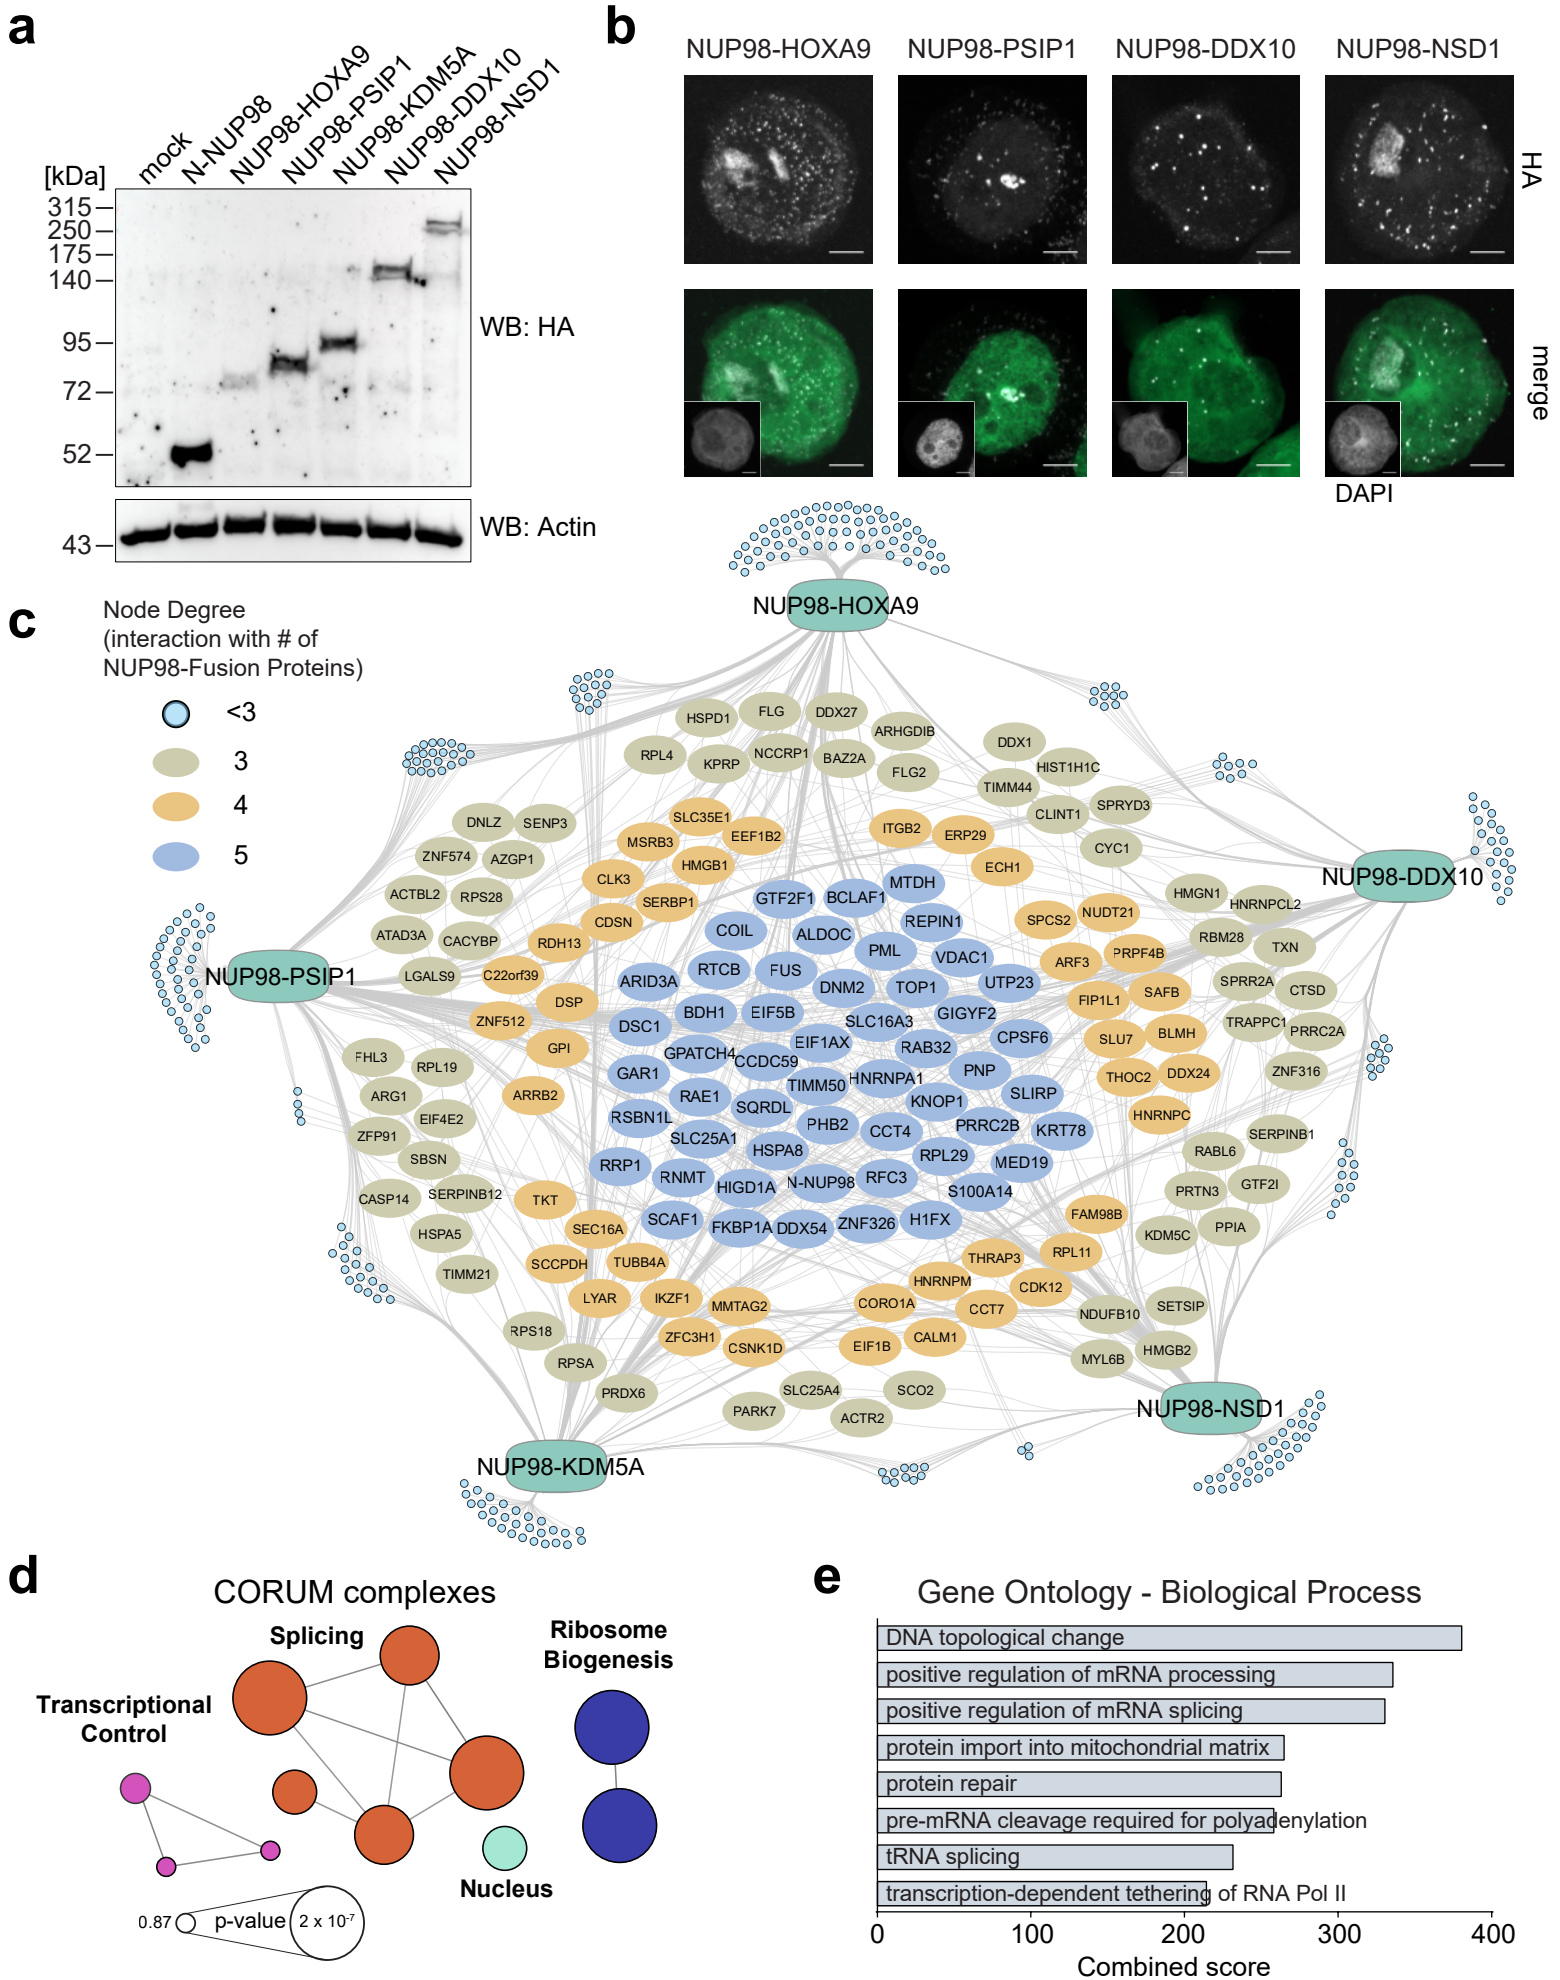 a
mock
N-NUP98
NUP98-HOXA9
NUP98-PSIP1
NUP98-KDM5A
NUP98-DDX10
NUP98-NSD1
[kDa]
315
250
175
140
95
72
52
43
WB: HA
WB: Actin
b
NUP98-HOXA9
NUP98-PSIP1
NUP98-DDX10
NUP98-NSD1
HA
merge
DAPI
c
Node Degree
(interaction with # of
NUP98-Fusion Proteins)
<3
3
4
5
NUP98-HOXA9
NUP98-DDX10
NUP98-PSIP1
NUP98-NSD1
NUP98-KDM5A
HSPD1
FLG
DDX27
ARHGDIB
RPL4
KPRP
NCCRP1
BAZ2A
FLG2
DDX1
HIST1H1C
TIMM44
CLINT1
SPRYD3
CYC1
DNLZ
SENP3
ZNF574
AZGP1
ACTBL2
RPS28
ATAD3A
CACYBP
LGALS9
SLC35E1
MSRB3
EEF1B2
HMGB1
CLK3
SERBP1
CDSN
RDH13
C22orf39
DSP
ZNF512
GPI
ARRB2
ITGB2
ERP29
ECH1
SPCS2
NUDT21
ARF3
PRPF4B
FIP1L1
SAFB
SLU7
BLMH
THOC2
DDX24
HNRNPC
HMGN1
HNRNPCL2
RBM28
TXN
SPRR2A
CTSD
TRAPPC1
PRRC2A
ZNF316
MTDH
GTF2F1
BCLAF1
REPIN1
COIL
ALDOC
PML
VDAC1
ARID3A
RTCB
FUS
DNM2
TOP1
UTP23
DSC1
BDH1
EIF5B
SLC16A3
GIGYF2
EIF1AX
CPSF6
GPATCH4
CCDC59
RAB32
GAR1
TIMM50
HNRNPA1
PNP
RAE1
SQRDL
KNOP1
SLIRP
RSBN1L
PHB2
CCT4
PRRC2B
KRT78
SLC25A1
HSPA8
RPL29
MED19
RRP1
RNMT
HIGD1A
N-NUP98
RFC3
S100A14
SCAF1
FKBP1A
DDX54
ZNF326
H1FX
FHL3
RPL19
ARG1
EIF4E2
ZFP91
SBSN
CASP14
SERPINB12
HSPA5
TIMM21
RPS18
RPSA
PRDX6
TKT
SEC16A
SCCPDH
TUBB4A
LYAR
IKZF1
MMTAG2
ZFC3H1
CSNK1D
FAM98B
THRAP3
RPL11
HNRNPM
CDK12
CORO1A
CCT7
EIF1B
CALM1
SERPINB1
RABL6
PRTN3
GTF2I
KDM5C
PPIA
NDUFB10
SETSIP
MYL6B
HMGB2
SLC25A4
SCO2
PARK7
ACTR2
d
CORUM complexes
Splicing
Ribosome
Biogenesis
Transcriptional
Control
Nucleus
0.87
p-value
2 x 10-7
e
Gene Ontology - Biological Process
DNA topological change
positive regulation of mRNA processing
positive regulation of mRNA splicing
protein import into mitochondrial matrix
protein repair
pre-mRNA cleavage required for polyadenylation
tRNA splicing
transcription-dependent tethering of RNA Pol II
0
100
200
300
400
Combined score